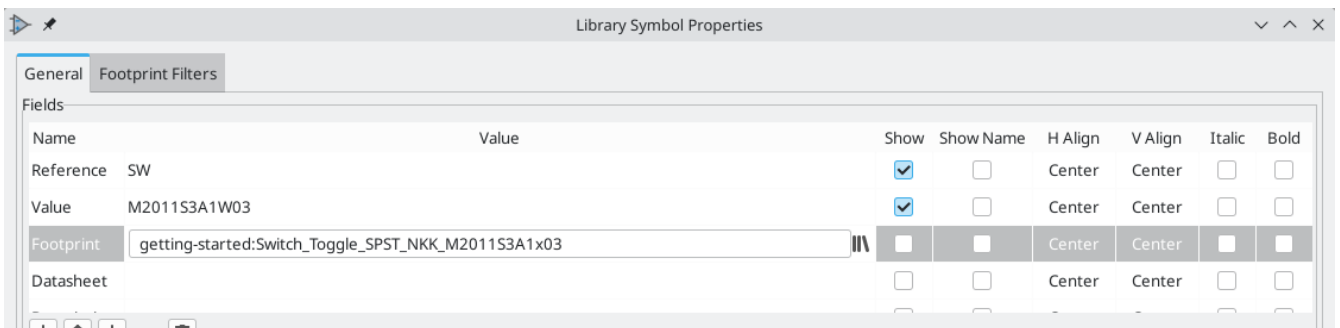 Library Symbol Properties
General Footprint Filters
Fields
Name Value Show Show Name H Align V Align Italic Bold
Reference SW Center Center
Value M2011S3A1W03 Center Center
Footprint getting-started:Switch_Toggle_SPST_NKK_M2011S3A1x03 Center Center
Datasheet Center Center